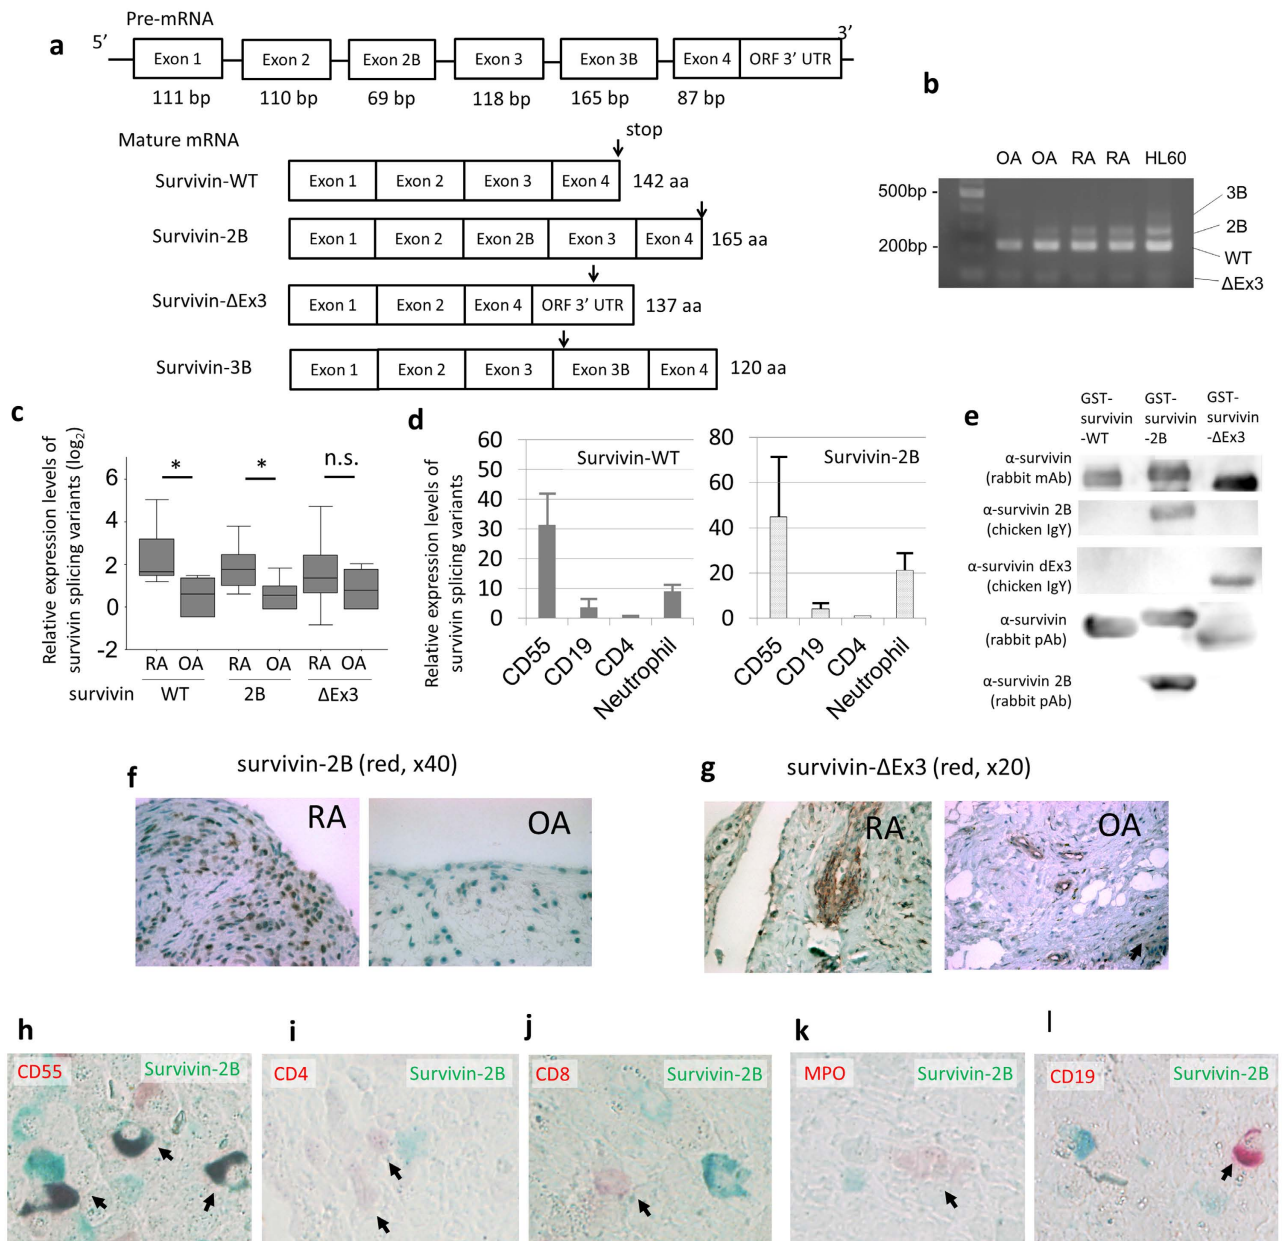 a
Pre-mRNA
5’
3’
Exon 1
Exon 2
Exon 2B
Exon 3
Exon 3B
Exon 4
ORF 3’ UTR
111 bp
110 bp
69 bp
118 bp
165 bp
87 bp
Mature mRNA
stop
Survivin-WT
Exon 1
Exon 2
Exon 3
Exon 4
142 aa
Survivin-2B
Exon 1
Exon 2
Exon 2B
Exon 3
Exon 4
165 aa
Survivin-ΔEx3
Exon 1
Exon 2
Exon 4
ORF 3’ UTR
137 aa
Survivin-3B
Exon 1
Exon 2
Exon 3
Exon 3B
Exon 4
120 aa
b
OA OA RA RA HL60
500bp -
200bp -
3B
2B
WT
ΔEx3
c
Relative expression levels of
survivin splicing variants (log2)
6
4
2
0
-2
*
*
n.s.
RA OA RA OA RA OA
survivin WT 2B ΔEx3
d
Relative expression levels of
survivin splicing variants
60
50
40
30
20
10
0
Survivin-WT
CD55
CD19
CD4
Neutrophil
80
60
40
20
0
Survivin-2B
CD55
CD19
CD4
Neutrophil
e
GST-
survivin
-WT
GST-
survivin
-2B
GST-
survivin
-ΔEx3
α-survivin
(rabbit mAb)
α-survivin 2B
(chicken IgY)
α-survivin dEx3
(chicken IgY)
α-survivin
(rabbit pAb)
α-survivin 2B
(rabbit pAb)
f
survivin-2B (red, x40)
RA
OA
g
survivin-ΔEx3 (red, x20)
RA
OA
h
CD55
Survivin-2B
i
CD4
Survivin-2B
j
CD8
Survivin-2B
k
MPO
Survivin-2B
l
CD19
Survivin-2B